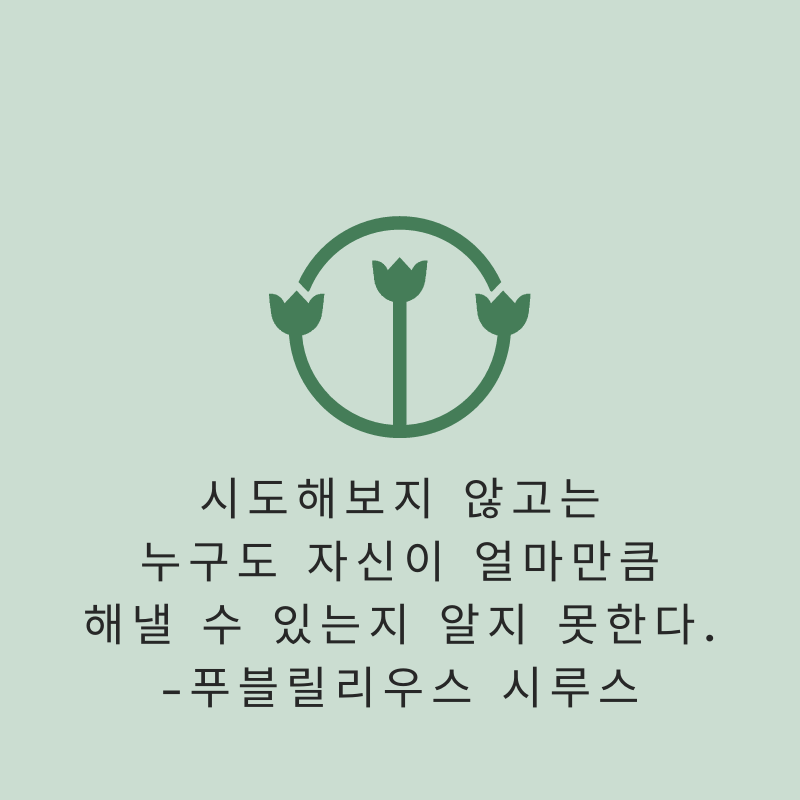 시도해보지 않고는
누구도 자신이 얼마만큼
해낼 수 있는지 알지 못한다.
-푸블릴리우스 시루스